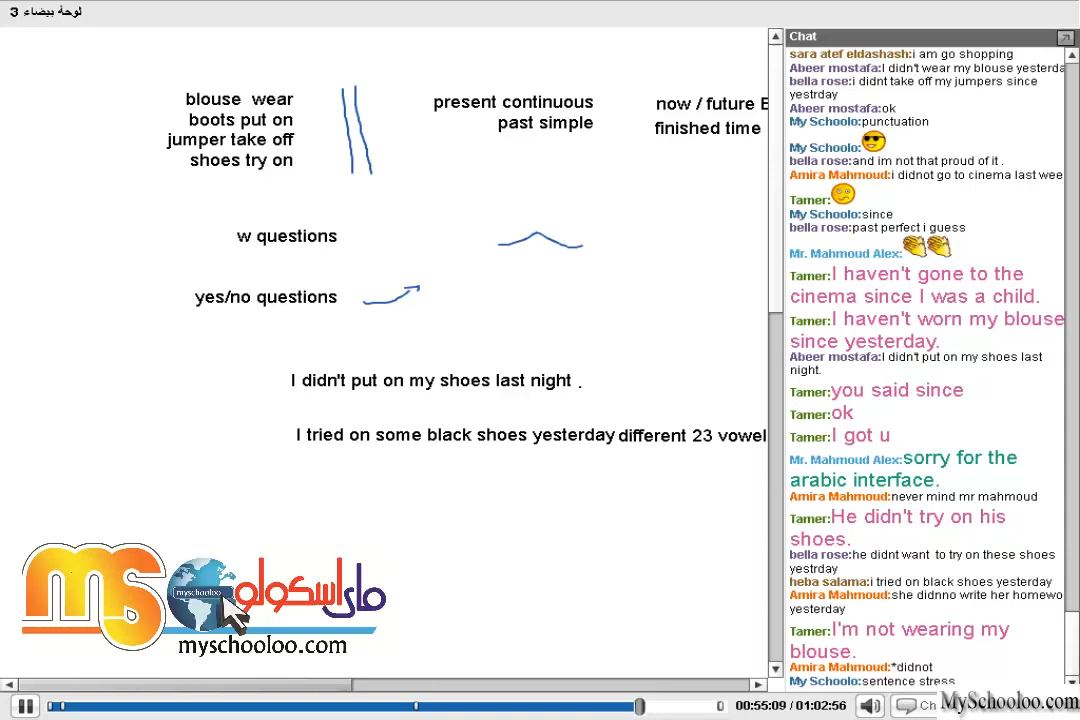 لوحة بيضاء 3
blouse wear
boots put on
jumper take off
shoes try on
present continuous
past simple
now / future
finished time
w questions
yes/no questions
I didn't put on my shoes last night .
I tried on some black shoes yesterday different 23 vowel
ms
myschooloo
ماى اسكولو
myschooloo.com
Chat
sara atef eldashash:i am go shopping
Abeer mostafa:I didn't wear my blouse yesterda
bella rose:i didnt take off my jumpers since
yestrday
Abeer mostafa:ok
My Schoolo:punctuation
My Schoolo:
bella rose:and im not that proud of it .
Amira Mahmoud:i didnot go to cinema last wee
Tamer:
My Schoolo:since
bella rose:past perfect i guess
Mr. Mahmoud Alex:
Tamer:I haven't gone to the
cinema since I was a child.
Tamer:I haven't worn my blouse
since yesterday.
Abeer mostafa:I didn't put on my shoes last
night.
Tamer:you said since
Tamer:ok
Tamer:I got u
Mr. Mahmoud Alex:sorry for the
arabic interface.
Amira Mahmoud:never mind mr mahmoud
Tamer:He didn't try on his
shoes.
bella rose:he didnt want to try on these shoes
yestrday
heba salama:i tried on black shoes yesterday
Amira Mahmoud:she didnno write her homewo
yesterday
Tamer:I'm not wearing my
blouse.
Amira Mahmoud:*didnot
My Schoolo:sentence stress
00:55:09 / 01:02:56
Ch
MySchooloo.com